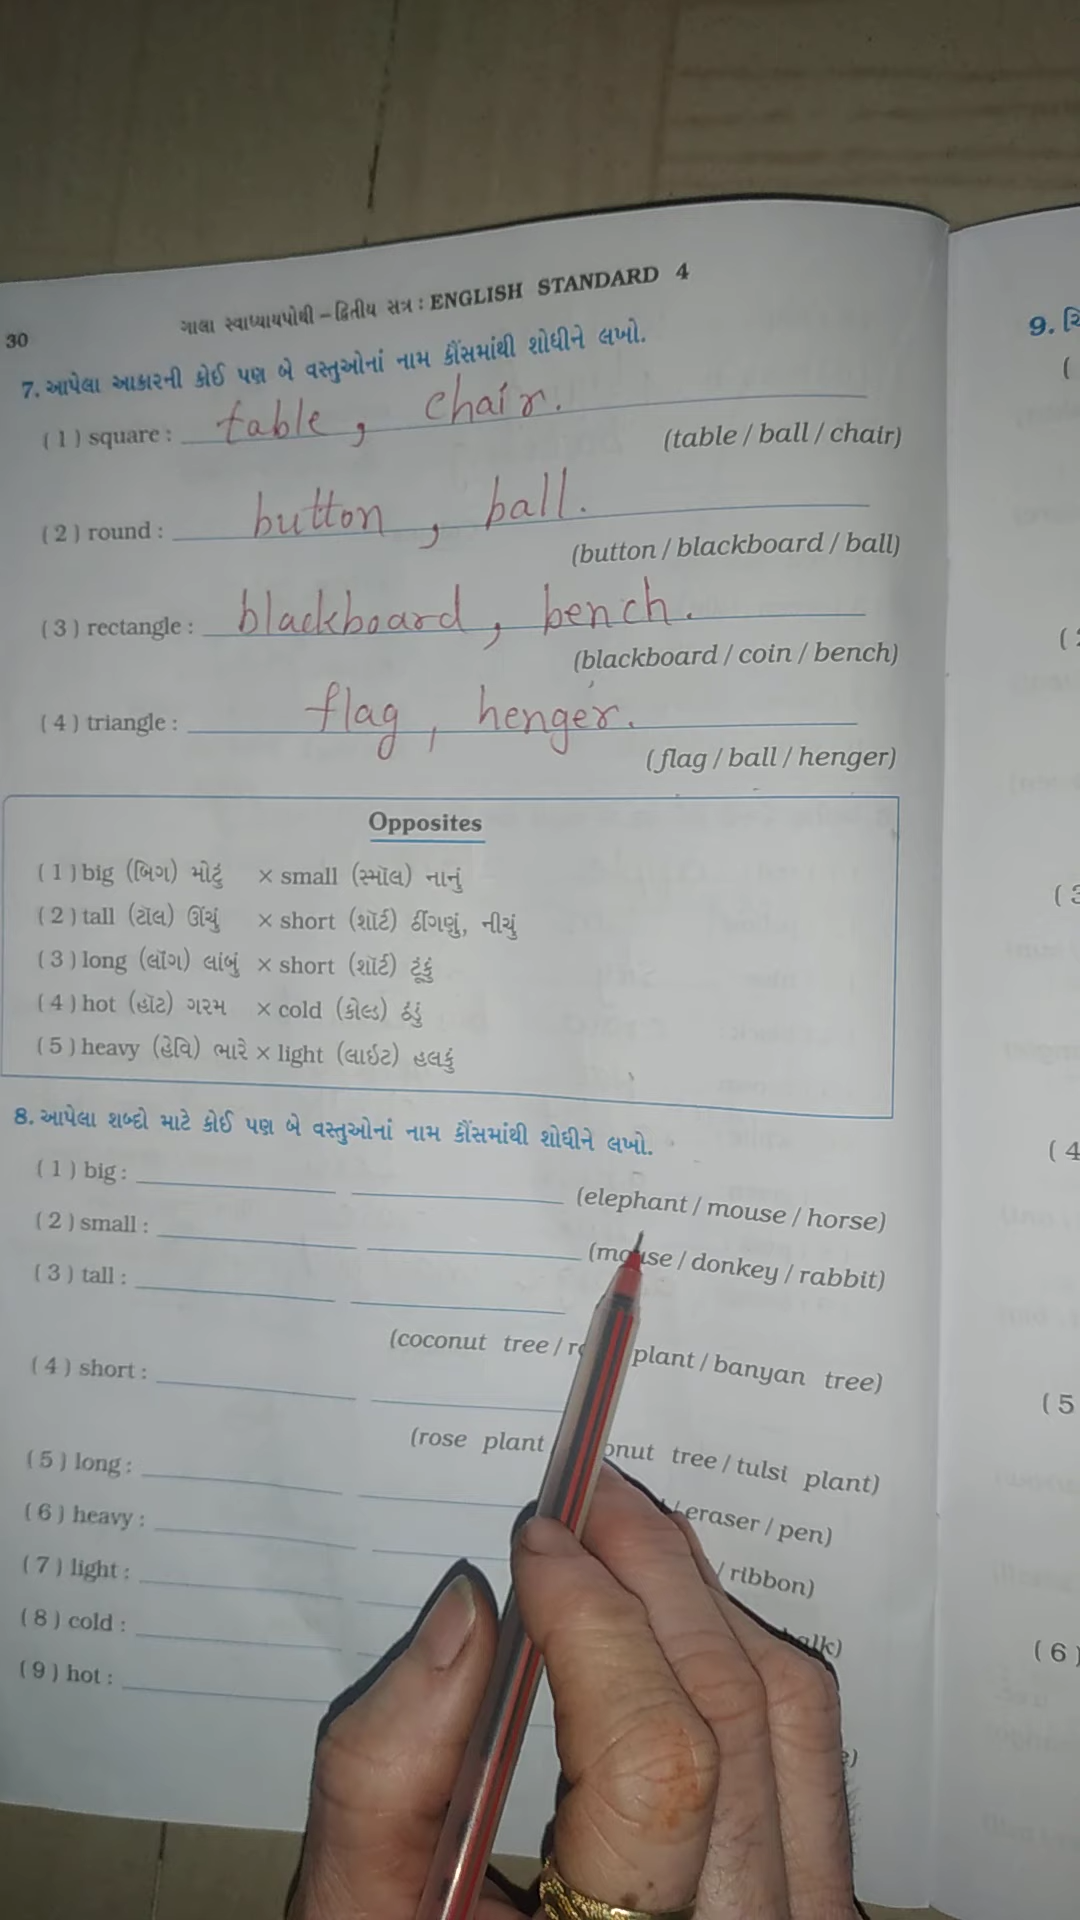 30
ગાલા સ્વાધ્યાયપોથી – દ્વિતીય સત્ર : ENGLISH STANDARD 4
7. આપેલા આકારની કોઈ પણ બે વસ્તુઓનાં નામ કૌંસમાંથી શોધીને લખો.
( 1 ) square : table, chair.
(table / ball / chair)
( 2 ) round : button, ball.
(button / blackboard / ball)
( 3 ) rectangle : blackboard, bench.
(blackboard / coin / bench)
( 4 ) triangle : flag, henger.
(flag / ball / henger)
Opposites
( 1 ) big (બિગ) મોટું × small (સ્મૉલ) નાનું
( 2 ) tall (ટૉલ) ઊંચું × short (શૉર્ટ) ઠીંગણું, નીચું
( 3 ) long (લૉંગ) લાંબું × short (શૉર્ટ) ટૂંકું
( 4 ) hot (હૉટ) ગરમ × cold (કોલ્ડ) ઠંડું
( 5 ) heavy (હેવિ) ભારે × light (લાઇટ) હલકું
8. આપેલા શબ્દો માટે કોઈ પણ બે વસ્તુઓનાં નામ કૌંસમાંથી શોધીને લખો.
( 1 ) big : (elephant / mouse / horse)
( 2 ) small : (mouse / donkey / rabbit)
( 3 ) tall :
(coconut tree / plant / banyan tree)
( 4 ) short :
(rose plant tree / tulsi plant)
( 5 ) long : / eraser / pen)
( 6 ) heavy : / ribbon)
( 7 ) light :
( 8 ) cold :
( 9 ) hot :
9.
( 4
( 5
( 6 )